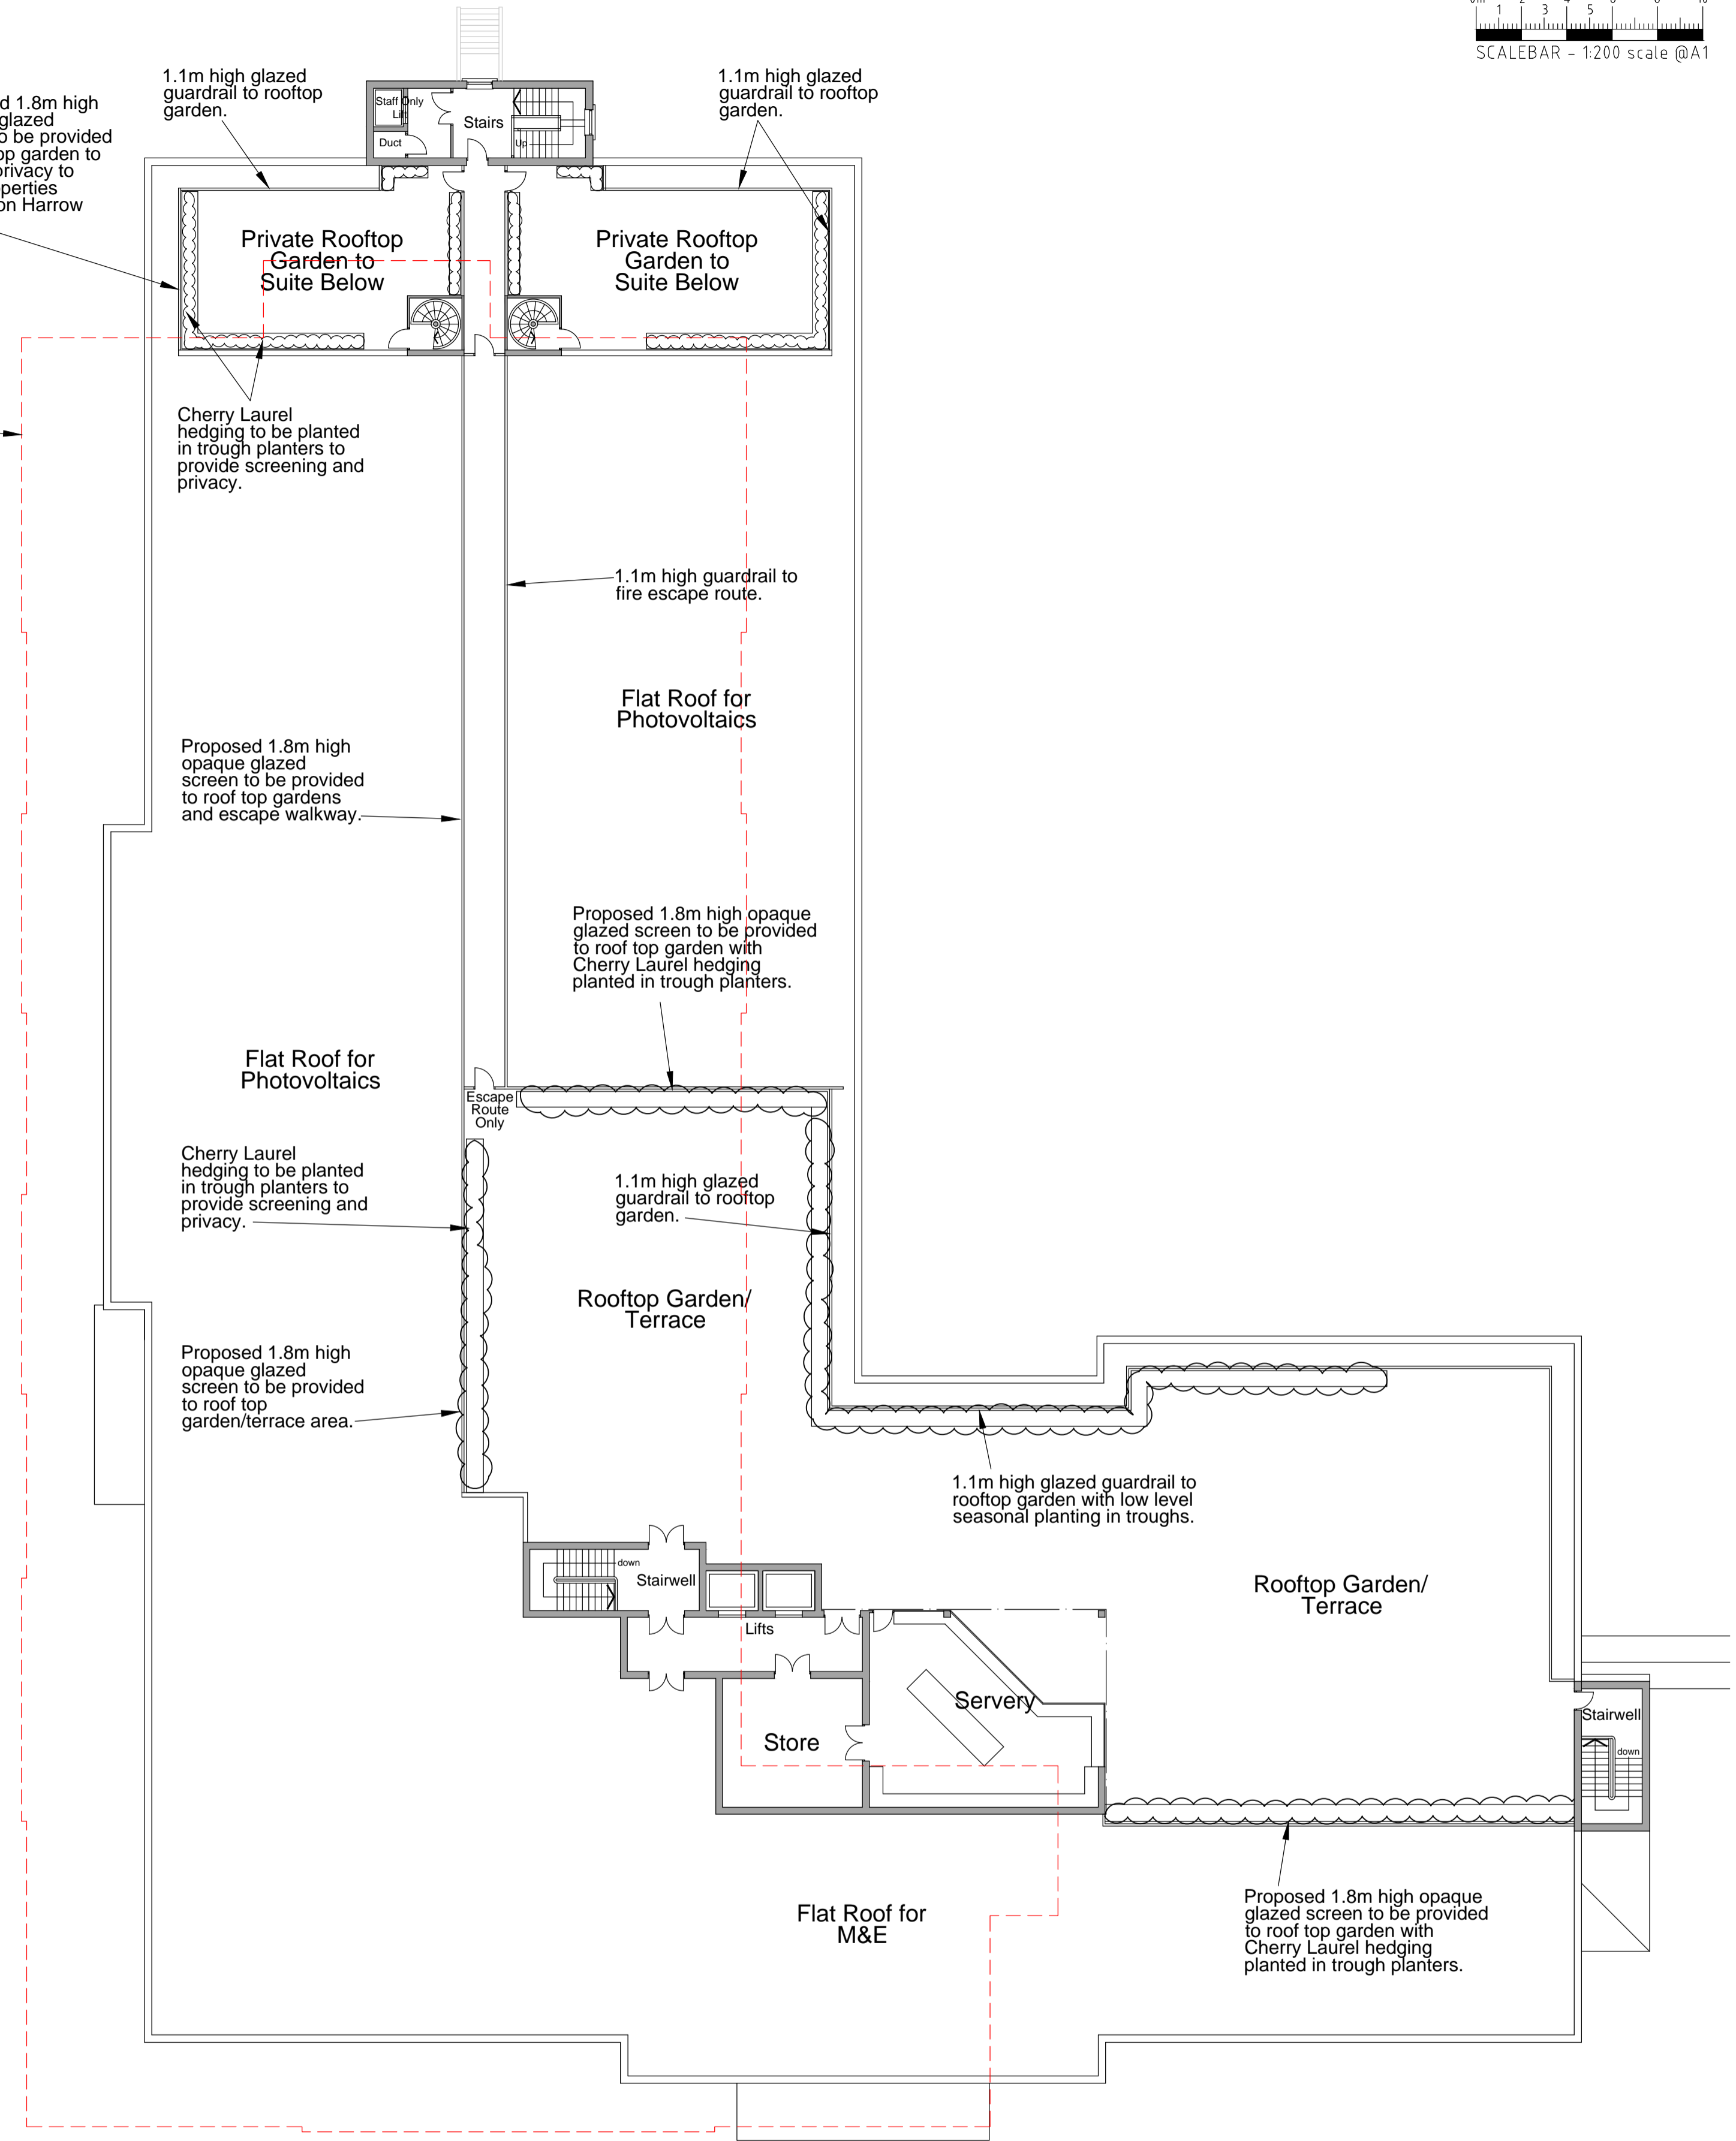 0m 1 2 3 4 5 6 8 10
SCALEBAR - 1:200 scale @A1
d 1.8m high
glazed
o be provided
op garden to
privacy to
perties
on Harrow
1.1m high glazed
guardrail to rooftop
garden.
1.1m high glazed
guardrail to rooftop
garden.
Staff Only
Lift
Duct
Stairs
Up
Private Rooftop
Garden to
Suite Below
Private Rooftop
Garden to
Suite Below
Cherry Laurel
hedging to be planted
in trough planters to
provide screening and
privacy.
1.1m high guardrail to
fire escape route.
Flat Roof for
Photovoltaics
Proposed 1.8m high
opaque glazed
screen to be provided
to roof top gardens
and escape walkway.
Proposed 1.8m high opaque
glazed screen to be provided
to roof top garden with
Cherry Laurel hedging
planted in trough planters.
Flat Roof for
Photovoltaics
Escape
Route
Only
Cherry Laurel
hedging to be planted
in trough planters to
provide screening and
privacy.
1.1m high glazed
guardrail to rooftop
garden.
Rooftop Garden/
Terrace
Proposed 1.8m high
opaque glazed
screen to be provided
to roof top
garden/terrace area.
1.1m high glazed guardrail to
rooftop garden with low level
seasonal planting in troughs.
down
Stairwell
Lifts
Rooftop Garden/
Terrace
Servery
Store
Stairwell
down
Flat Roof for
M&E
Proposed 1.8m high opaque
glazed screen to be provided
to roof top garden with
Cherry Laurel hedging
planted in trough planters.